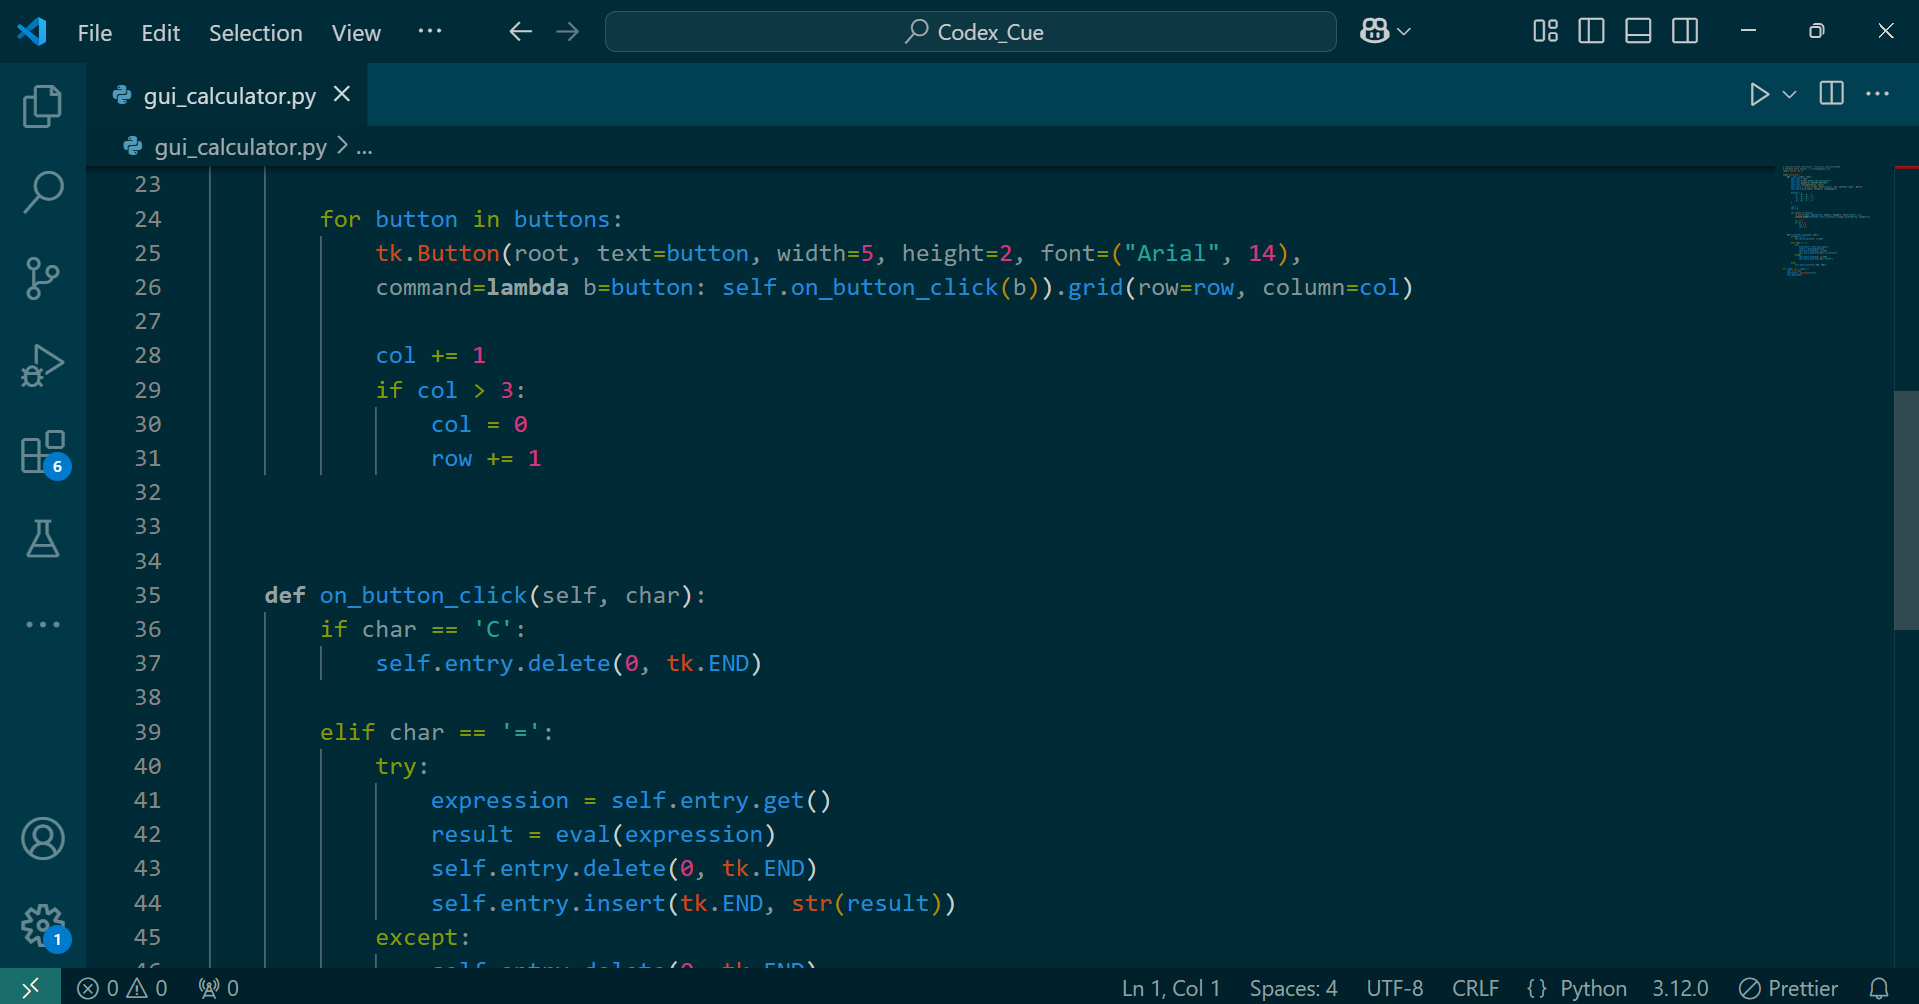 File Edit Selection View ··· Codex_Cue
gui_calculator.py
gui_calculator.py > ...
23
24 for button in buttons:
25 tk.Button(root, text=button, width=5, height=2, font=("Arial", 14),
26 command=lambda b=button: self.on_button_click(b)).grid(row=row, column=col)
27
28 col += 1
29 if col > 3:
30 col = 0
31 row += 1
32
33
34
35 def on_button_click(self, char):
36 if char == 'C':
37 self.entry.delete(0, tk.END)
38
39 elif char == '=':
40 try:
41 expression = self.entry.get()
42 result = eval(expression)
43 self.entry.delete(0, tk.END)
44 self.entry.insert(tk.END, str(result))
45 except:
46 self.entry.delete(0, tk.END)
6
1
0 0 0 Ln 1, Col 1 Spaces: 4 UTF-8 CRLF {} Python 3.12.0 Prettier